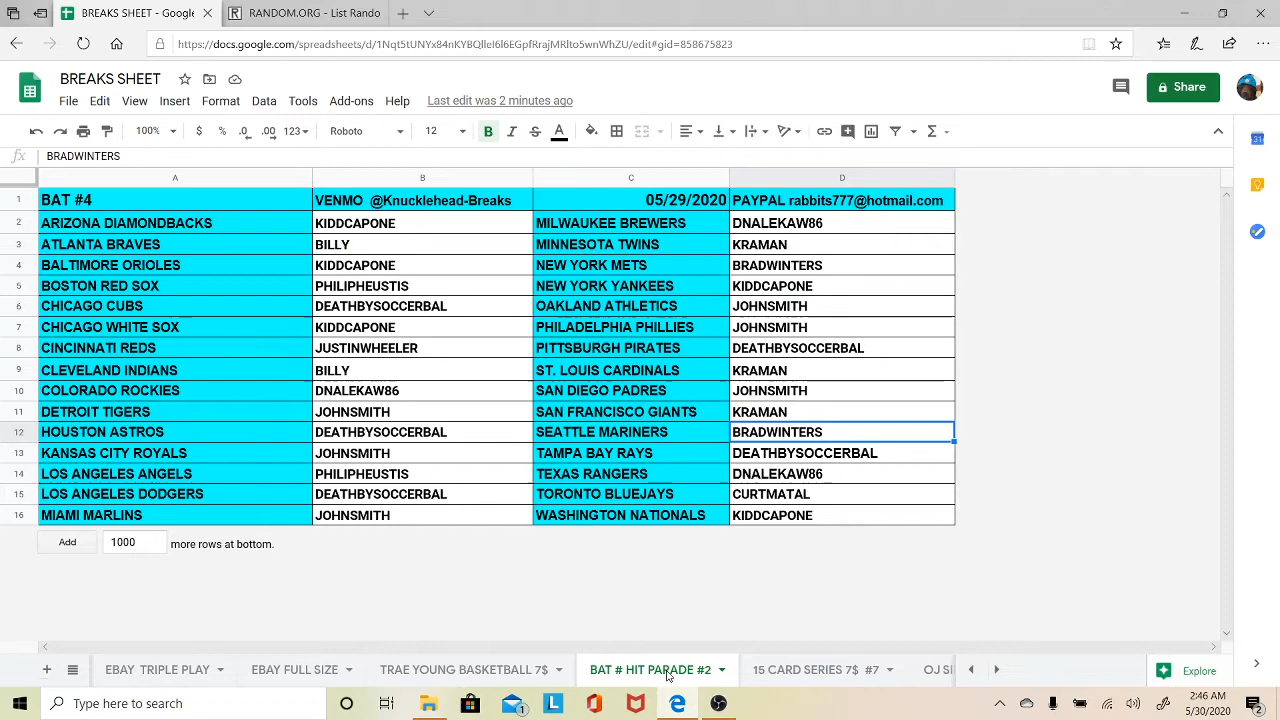 BREAKS SHEET - Google Sheets
RANDOM.ORG - List Rando
https://docs.google.com/spreadsheets/d/1Nqt5tUNYx84nKYBQlleI6l6EGpfRrajMRlto5wnWhZU/edit#gid=858675823
BREAKS SHEET
File Edit View Insert Format Data Tools Add-ons Help Last edit was 2 minutes ago
Share
100% $ % .0 .00 123 Roboto 12 B I S A
fx BRADWINTERS
A B C D
1 BAT #4 VENMO @Knucklehead-Breaks 05/29/2020 PAYPAL rabbits777@hotmail.com
2 ARIZONA DIAMONDBACKS KIDDCAPONE MILWAUKEE BREWERS DNALEKAW86
3 ATLANTA BRAVES BILLY MINNESOTA TWINS KRAMAN
4 BALTIMORE ORIOLES KIDDCAPONE NEW YORK METS BRADWINTERS
5 BOSTON RED SOX PHILIPHEUSTIS NEW YORK YANKEES KIDDCAPONE
6 CHICAGO CUBS DEATHBYSOCCERBAL OAKLAND ATHLETICS JOHNSMITH
7 CHICAGO WHITE SOX KIDDCAPONE PHILADELPHIA PHILLIES JOHNSMITH
8 CINCINNATI REDS JUSTINWHEELER PITTSBURGH PIRATES DEATHBYSOCCERBAL
9 CLEVELAND INDIANS BILLY ST. LOUIS CARDINALS KRAMAN
10 COLORADO ROCKIES DNALEKAW86 SAN DIEGO PADRES JOHNSMITH
11 DETROIT TIGERS JOHNSMITH SAN FRANCISCO GIANTS KRAMAN
12 HOUSTON ASTROS DEATHBYSOCCERBAL SEATTLE MARINERS BRADWINTERS
13 KANSAS CITY ROYALS JOHNSMITH TAMPA BAY RAYS DEATHBYSOCCERBAL
14 LOS ANGELES ANGELS PHILIPHEUSTIS TEXAS RANGERS DNALEKAW86
15 LOS ANGELES DODGERS DEATHBYSOCCERBAL TORONTO BLUEJAYS CURTMATAL
16 MIAMI MARLINS JOHNSMITH WASHINGTON NATIONALS KIDDCAPONE
Add 1000 more rows at bottom.
EBAY TRIPLE PLAY EBAY FULL SIZE TRAE YOUNG BASKETBALL 7$ BAT # HIT PARADE #2 15 CARD SERIES 7$ #7 OJ SI Explore
Type here to search
2:46 AM
5/30/2020